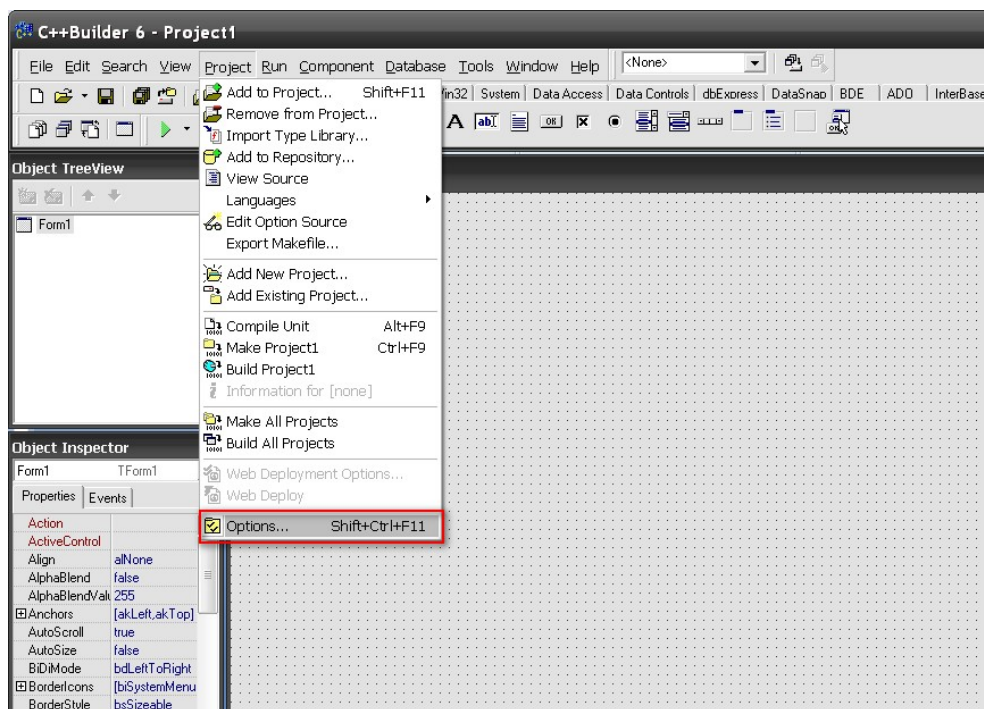 C++Builder 6 - Project1
File Edit Search View Project Run Component Database Tools Window Help <None>
Win32 System Data Access Data Controls dbExpress DataSnap BDE ADO InterBase
Add to Project... Shift+F11
Remove from Project...
Import Type Library...
Add to Repository...
View Source
Languages
Edit Option Source
Export Makefile...
Add New Project...
Add Existing Project...
Compile Unit Alt+F9
Make Project1 Ctrl+F9
Build Project1
Information for [none]
Make All Projects
Build All Projects
Web Deployment Options...
Web Deploy
Options... Shift+Ctrl+F11
Object TreeView
Form1
Object Inspector
Form1 TForm1
Properties Events
Action
ActiveControl
Align alNone
AlphaBlend false
AlphaBlendValu 255
Anchors [akLeft,akTop]
AutoScroll true
AutoSize false
BiDiMode bdLeftToRight
BorderIcons [biSystemMenu
BorderStyle bsSizeable